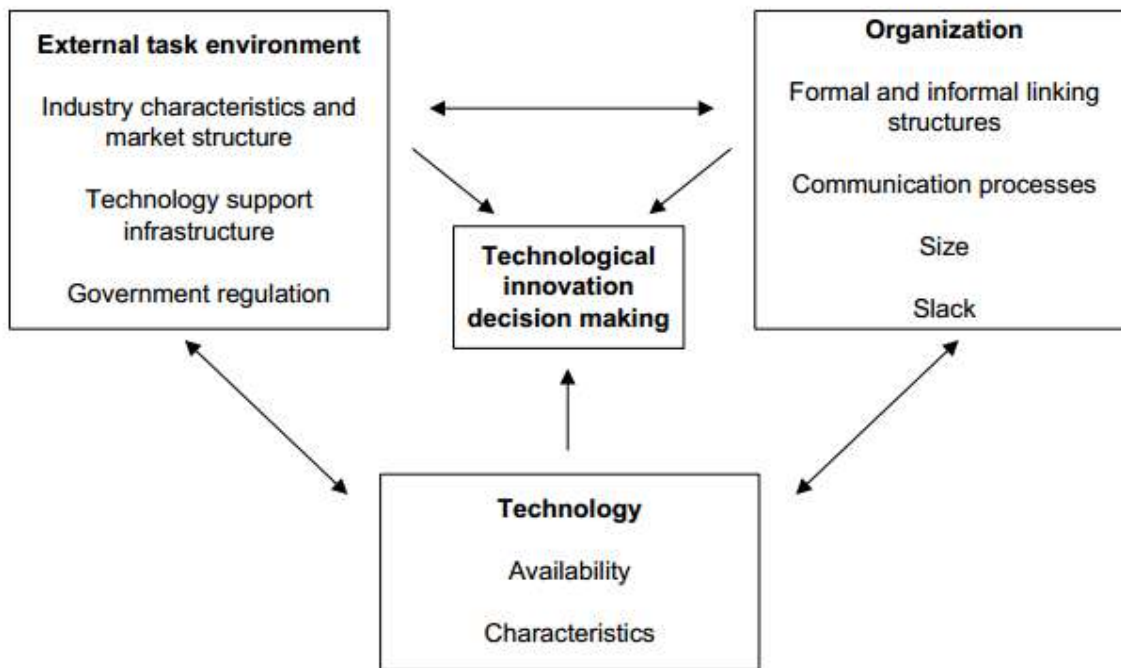 External task environment
Industry characteristics and
market structure
Technology support
infrastructure
Government regulation
Organization
Formal and informal linking
structures
Communication processes
Size
Slack
Technological
innovation
decision making
Technology
Availability
Characteristics